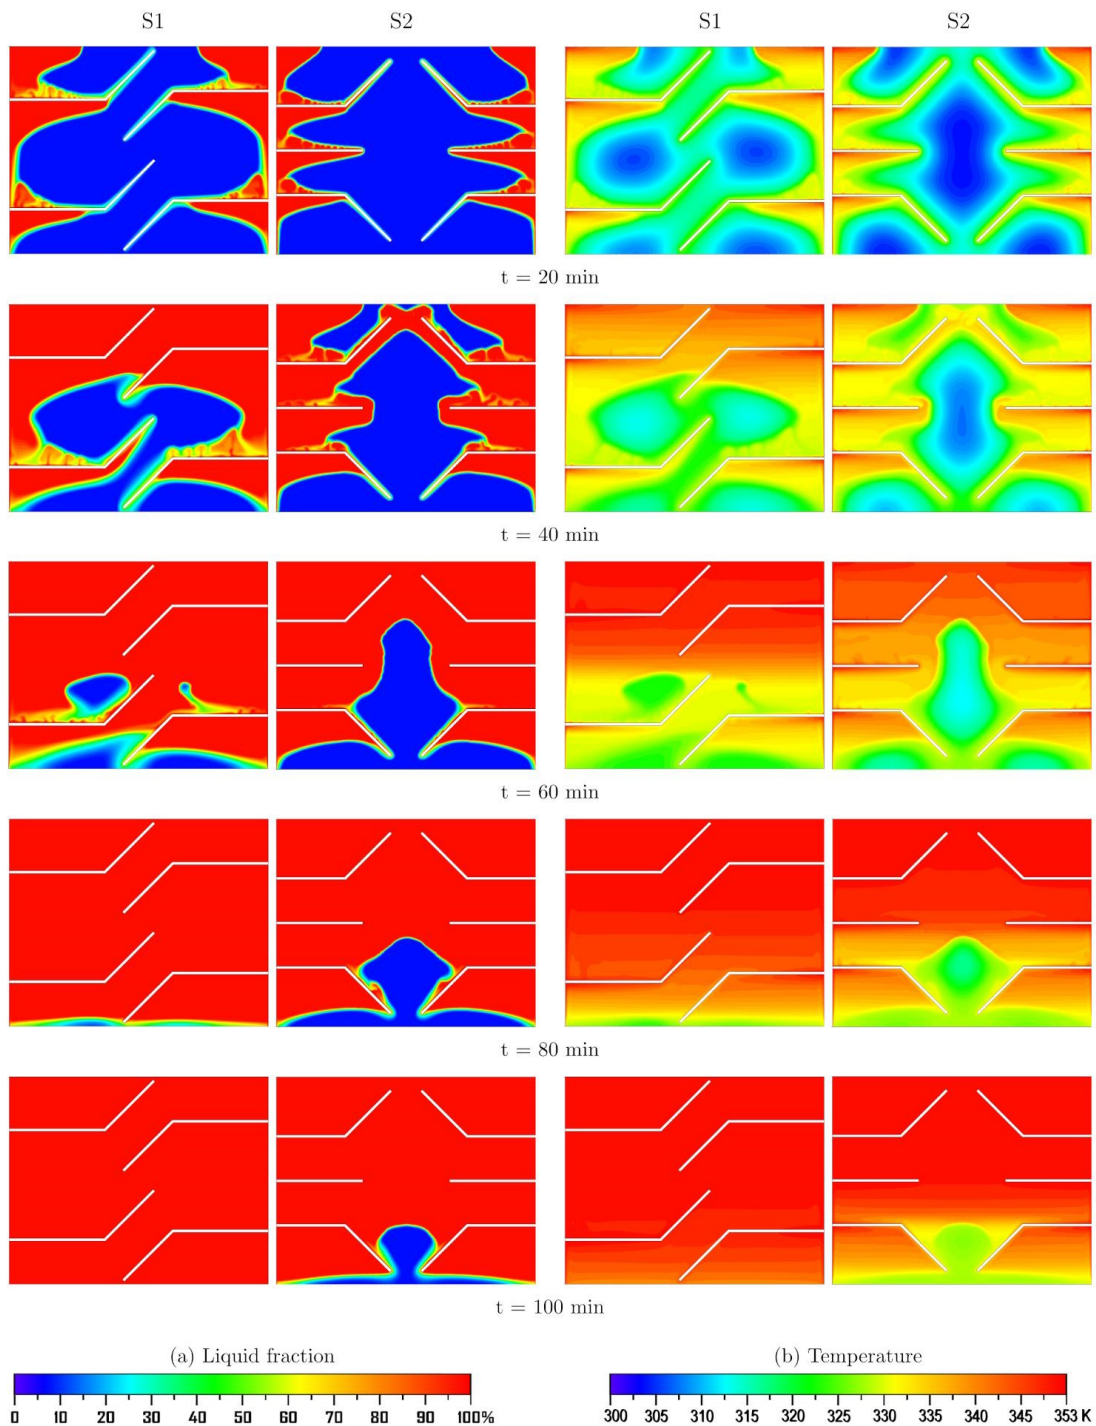 S1 S2 S1 S2
t = 20 min
t = 40 min
t = 60 min
t = 80 min
t = 100 min
(a) Liquid fraction (b) Temperature
0 10 20 30 40 50 60 70 80 90 100% 300 305 310 315 320 325 330 335 340 345 352 K